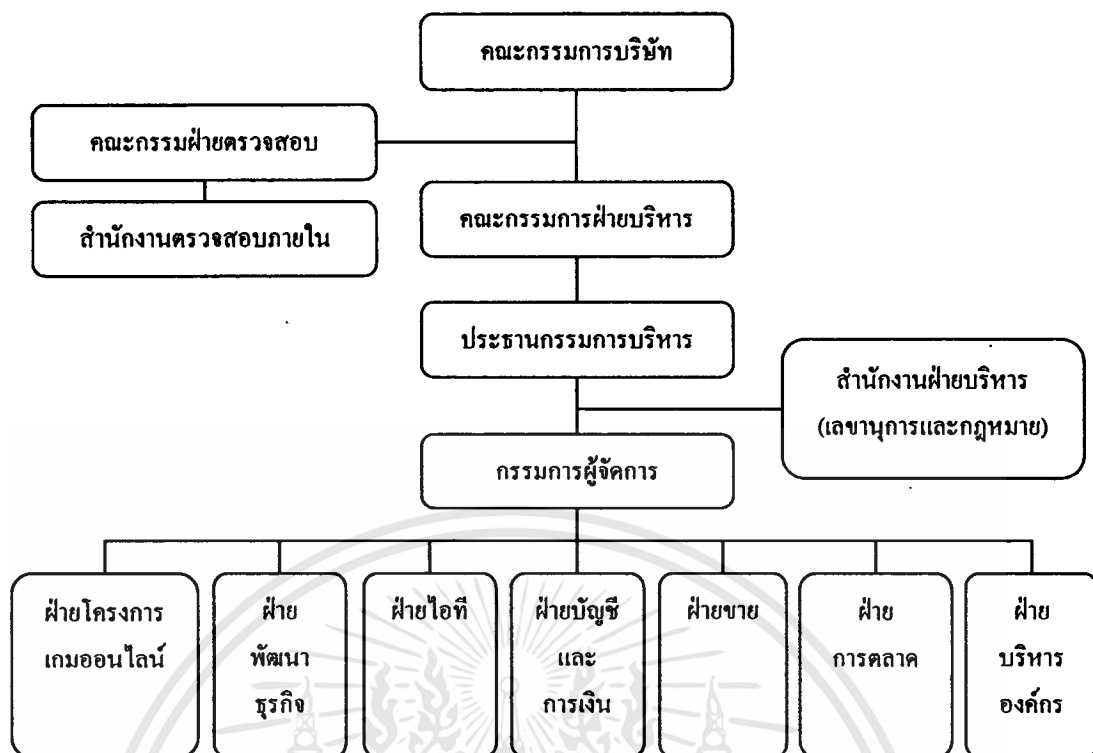 คณะกรรมการบริษัท
คณะกรรมฝ่ายตรวจสอบ
สำนักงานตรวจสอบภายใน
คณะกรรมการฝ่ายบริหาร
ประธานกรรมการบริหาร
สำนักงานฝ่ายบริหาร
(เลขานุการและกฎหมาย)
กรรมการผู้จัดการ
ฝ่ายโครงการ
เกมออนไลน์
ฝ่าย
พัฒนา
ธุรกิจ
ฝ่ายไอที
ฝ่ายบัญชี
และ
การเงิน
ฝ่ายขาย
ฝ่าย
การตลาด
ฝ่าย
บริหาร
องค์กร